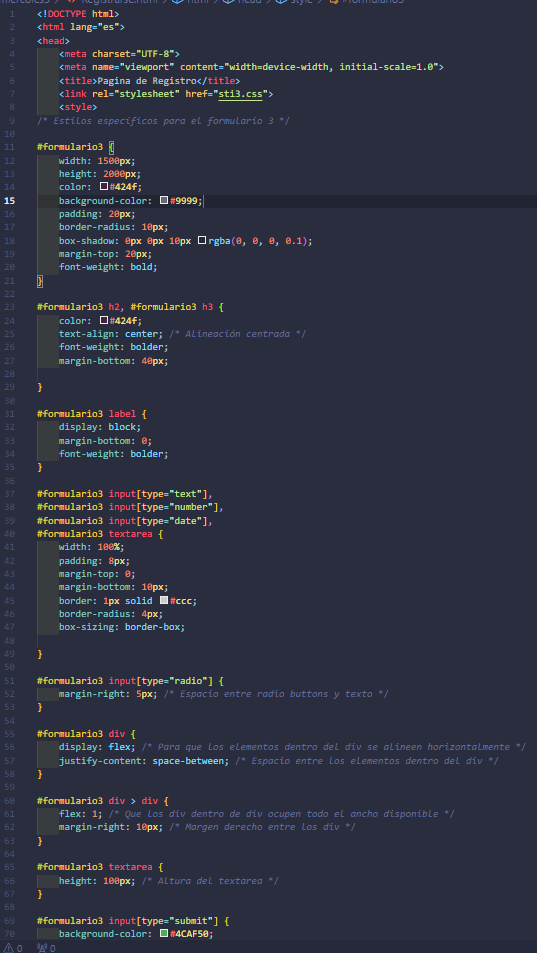 Registrarse.html > html > head > style > #formulario3
1 <!DOCTYPE html>
2 <html lang="es">
3 <head>
4 <meta charset="UTF-8">
5 <meta name="viewport" content="width=device-width, initial-scale=1.0">
6 <title>Pagina de Registro</title>
7 <link rel="stylesheet" href="sti3.css">
8 <style>
9 /* Estilos específicos para el formulario 3 */
10
11 #formulario3 {
12 width: 1500px;
13 height: 2000px;
14 color: #424f;
15 background-color: #9999;
16 padding: 20px;
17 border-radius: 10px;
18 box-shadow: 0px 0px 10px rgba(0, 0, 0, 0.1);
19 margin-top: 20px;
20 font-weight: bold;
21 }
22
23 #formulario3 h2, #formulario3 h3 {
24 color: #424f;
25 text-align: center; /* Alineación centrada */
26 font-weight: bolder;
27 margin-bottom: 40px;
28
29 }
30
31 #formulario3 label {
32 display: block;
33 margin-bottom: 0;
34 font-weight: bolder;
35 }
36
37 #formulario3 input[type="text"],
38 #formulario3 input[type="number"],
39 #formulario3 input[type="date"],
40 #formulario3 textarea {
41 width: 100%;
42 padding: 8px;
43 margin-top: 0;
44 margin-bottom: 10px;
45 border: 1px solid #ccc;
46 border-radius: 4px;
47 box-sizing: border-box;
48
49 }
50
51 #formulario3 input[type="radio"] {
52 margin-right: 5px; /* Espacio entre radio buttons y texto */
53 }
54
55 #formulario3 div {
56 display: flex; /* Para que los elementos dentro del div se alineen horizontalmente */
57 justify-content: space-between; /* Espacio entre los elementos dentro del div */
58 }
59
60 #formulario3 div > div {
61 flex: 1; /* Que los div dentro de div ocupen todo el ancho disponible */
62 margin-right: 10px; /* Margen derecho entre los div */
63 }
64
65 #formulario3 textarea {
66 height: 100px; /* Altura del textarea */
67 }
68
69 #formulario3 input[type="submit"] {
70 background-color: #4CAF50;
0 0